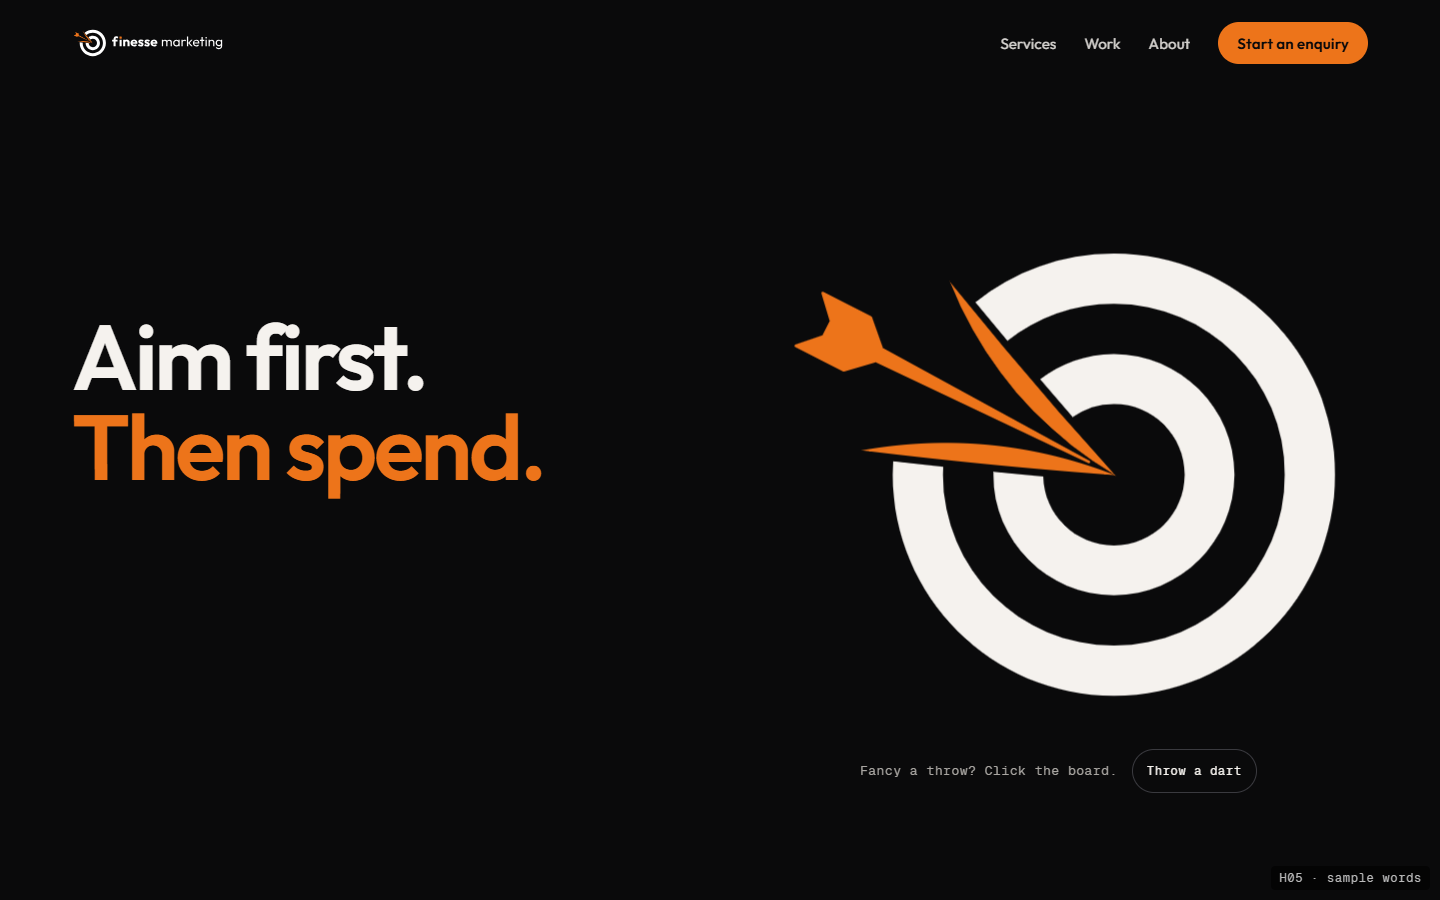 finesse marketing
Services
Work
About
Start an enquiry
Aim first.
Then spend.
Fancy a throw? Click the board.
Throw a dart
H05 · sample words